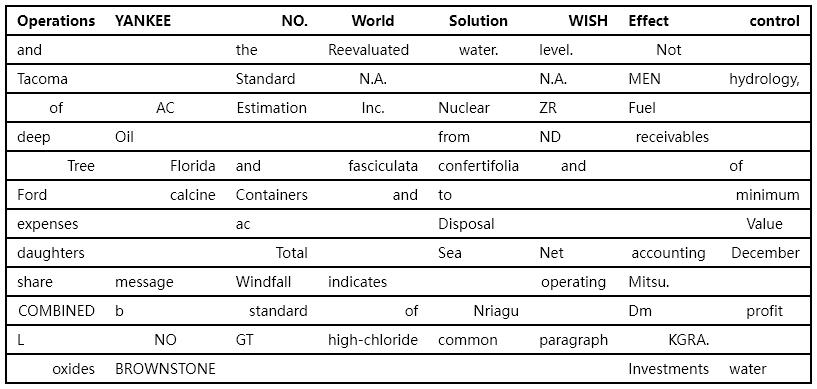 Operations YANKEE NO. World Solution WISH Effect control
and the Reevaluated water. level. Not
Tacoma Standard N.A. N.A. MEN hydrology,
of AC Estimation Inc. Nuclear ZR Fuel
deep Oil from ND receivables
Tree Florida and fasciculata confertifolia and of
Ford calcine Containers and to minimum
expenses ac Disposal Value
daughters Total Sea Net accounting December
share message Windfall indicates operating Mitsu.
COMBINED b standard of Nriagu Dm profit
L NO GT high-chloride common paragraph KGRA.
oxides BROWNSTONE Investments water